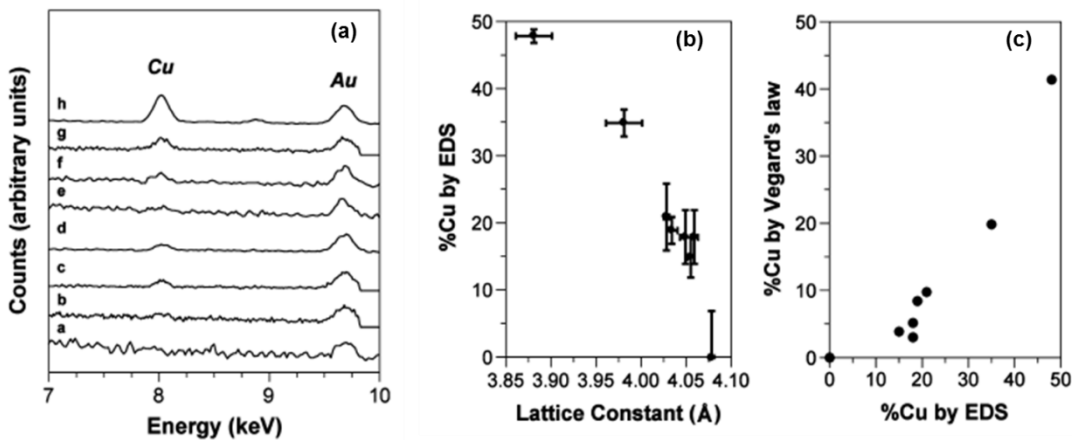 (a)
Cu
Au
h
g
f
e
d
c
b
a
7
8
9
10
Energy (keV)
Counts (arbitrary units)
(b)
50
40
30
20
10
0
3.85
3.90
3.95
4.00
4.05
4.10
Lattice Constant (Å)
%Cu by EDS
(c)
50
40
30
20
10
0
0
10
20
30
40
50
%Cu by EDS
%Cu by Vegard's law